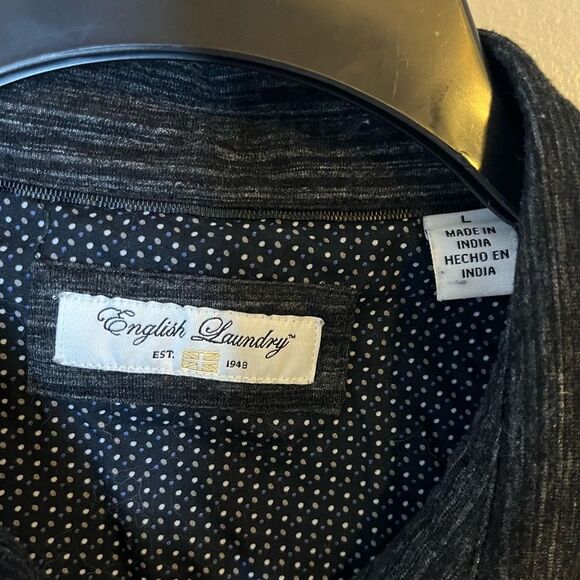 English Laundry™
EST. 1948
L
MADE IN
INDIA
HECHO EN
INDIA